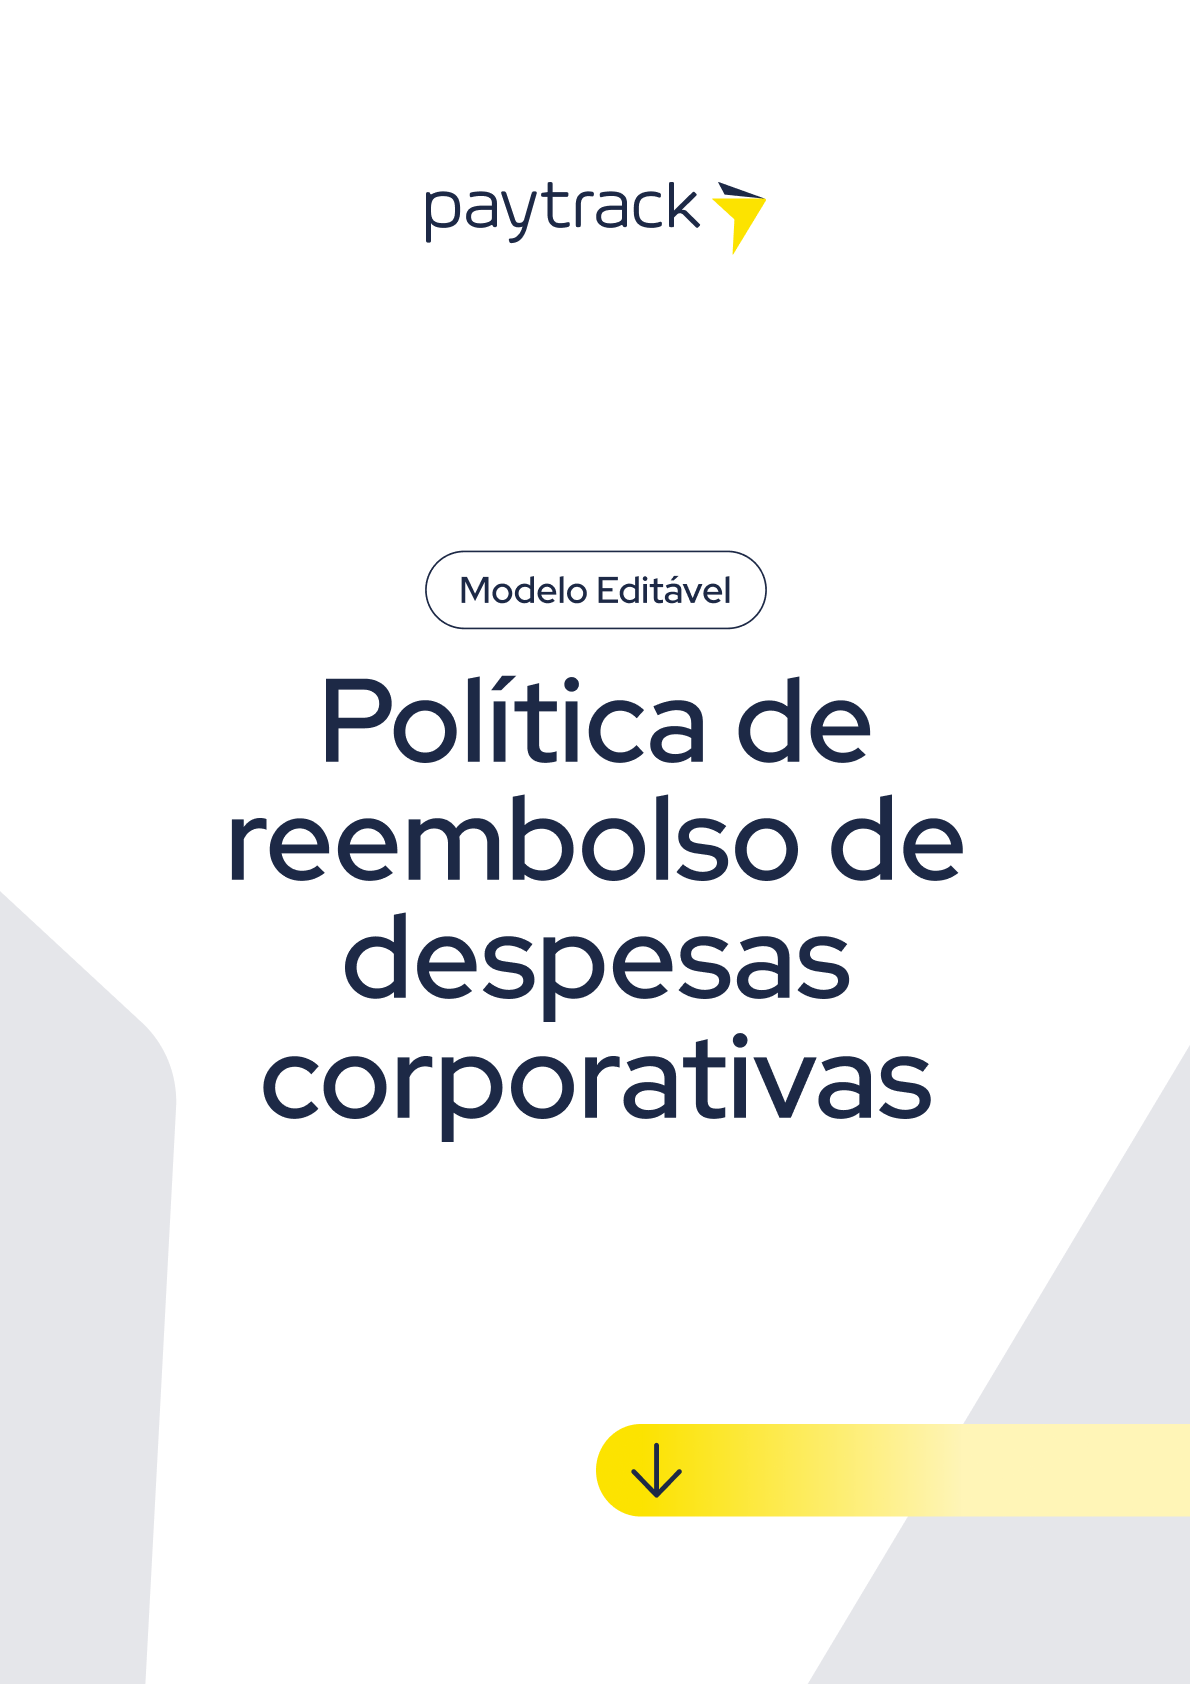 paytrack
Modelo Editável
Política de
reembolso de
despesas
corporativas